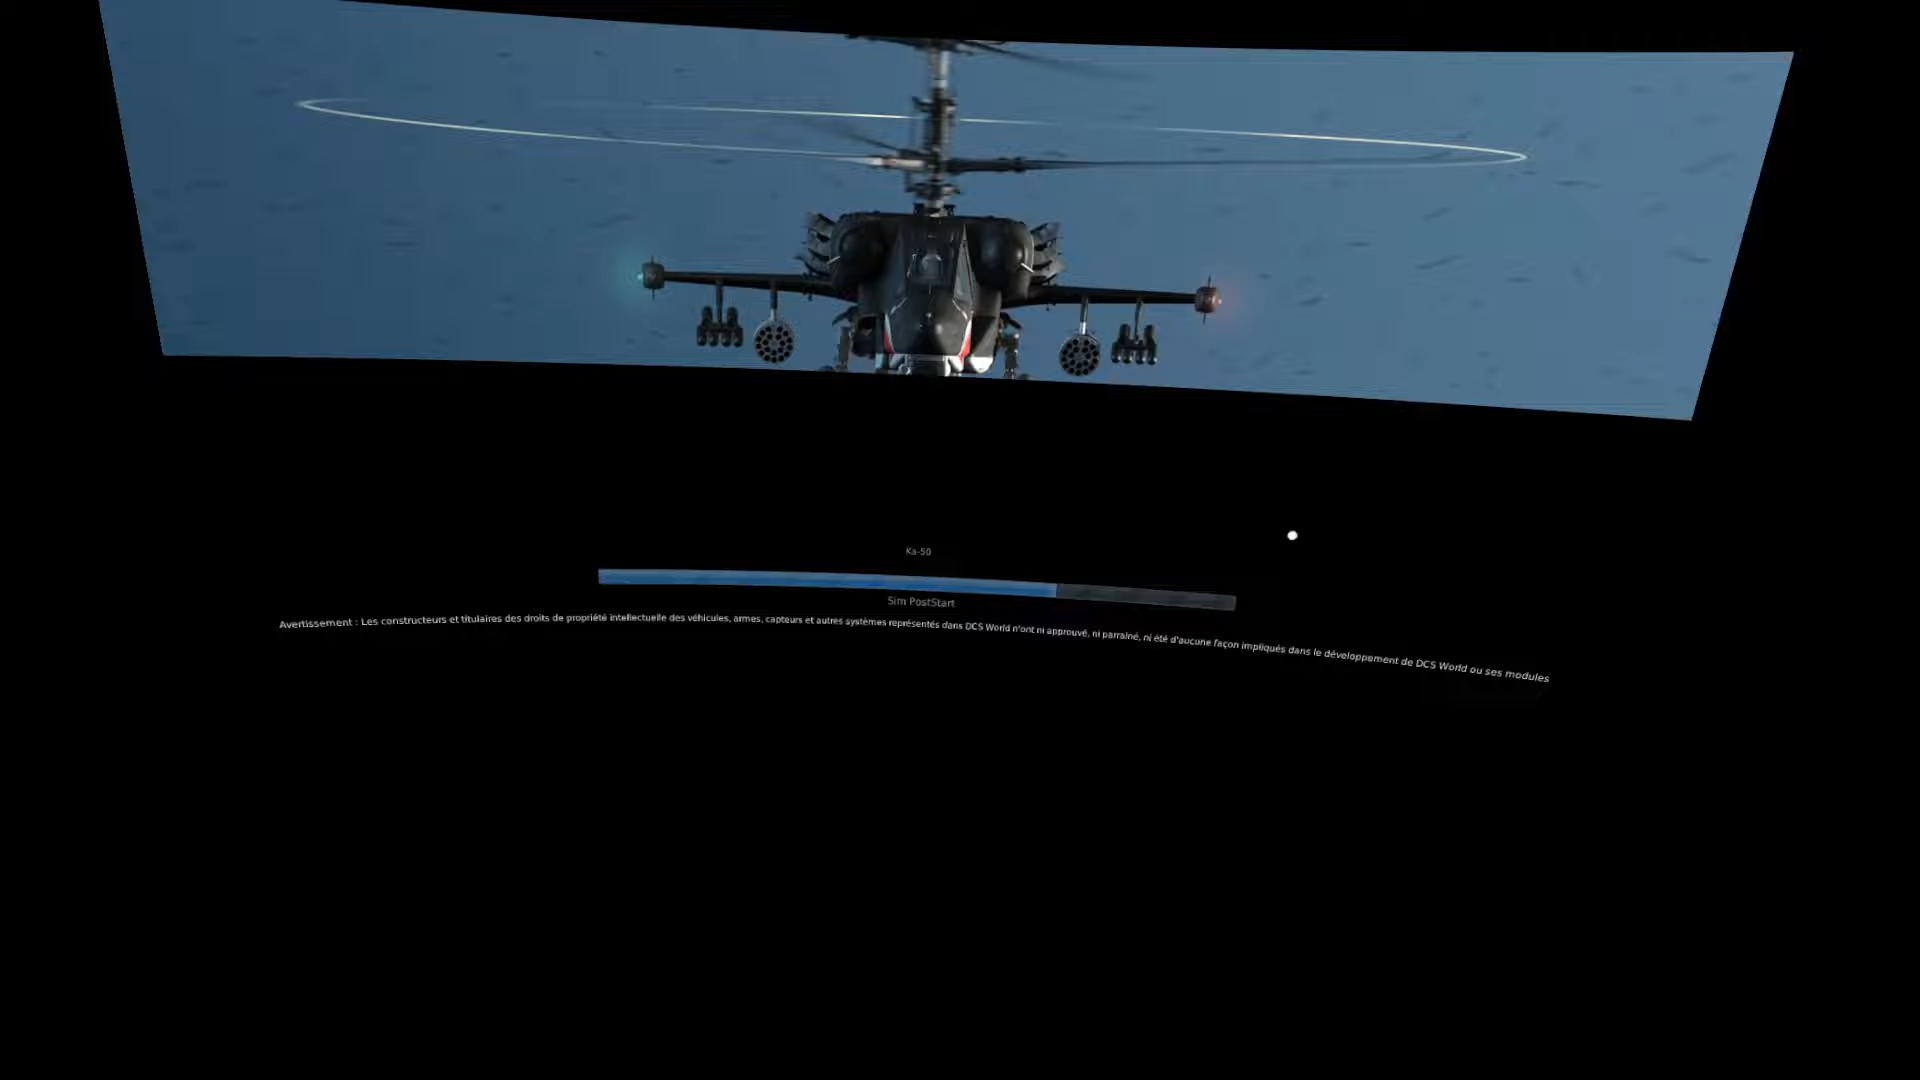 Ka-50
Sim PostStart
Avertissement : Les constructeurs et titulaires des droits de propriété intellectuelle des véhicules, armes, capteurs et autres systèmes représentés dans DCS World n'ont ni approuvé, ni parrainé, ni été d'aucune façon impliqués dans le développement de DCS World ou ses modules